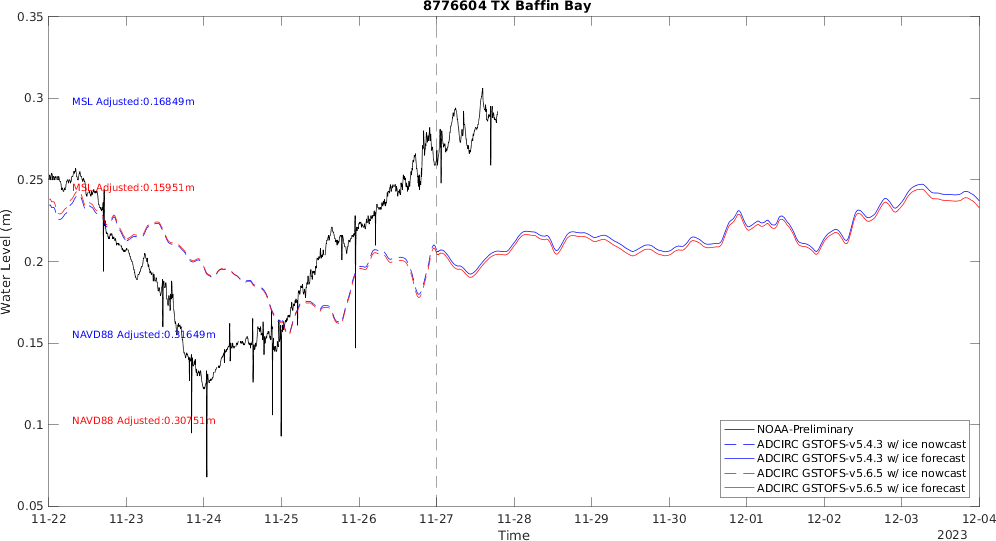 8776604 TX Baffin Bay
0.35
0.3
0.25
0.2
0.15
0.1
0.05
Water Level (m)
MSL Adjusted:0.16849m
MSL Adjusted:0.15951m
NAVD88 Adjusted:0.31649m
NAVD88 Adjusted:0.30751m
NOAA-Preliminary
ADCIRC GSTOFS-v5.4.3 w/ ice nowcast
ADCIRC GSTOFS-v5.4.3 w/ ice forecast
ADCIRC GSTOFS-v5.6.5 w/ ice nowcast
ADCIRC GSTOFS-v5.6.5 w/ ice forecast
11-22 11-23 11-24 11-25 11-26 11-27 11-28 11-29 11-30 12-01 12-02 12-03 12-04
Time
2023